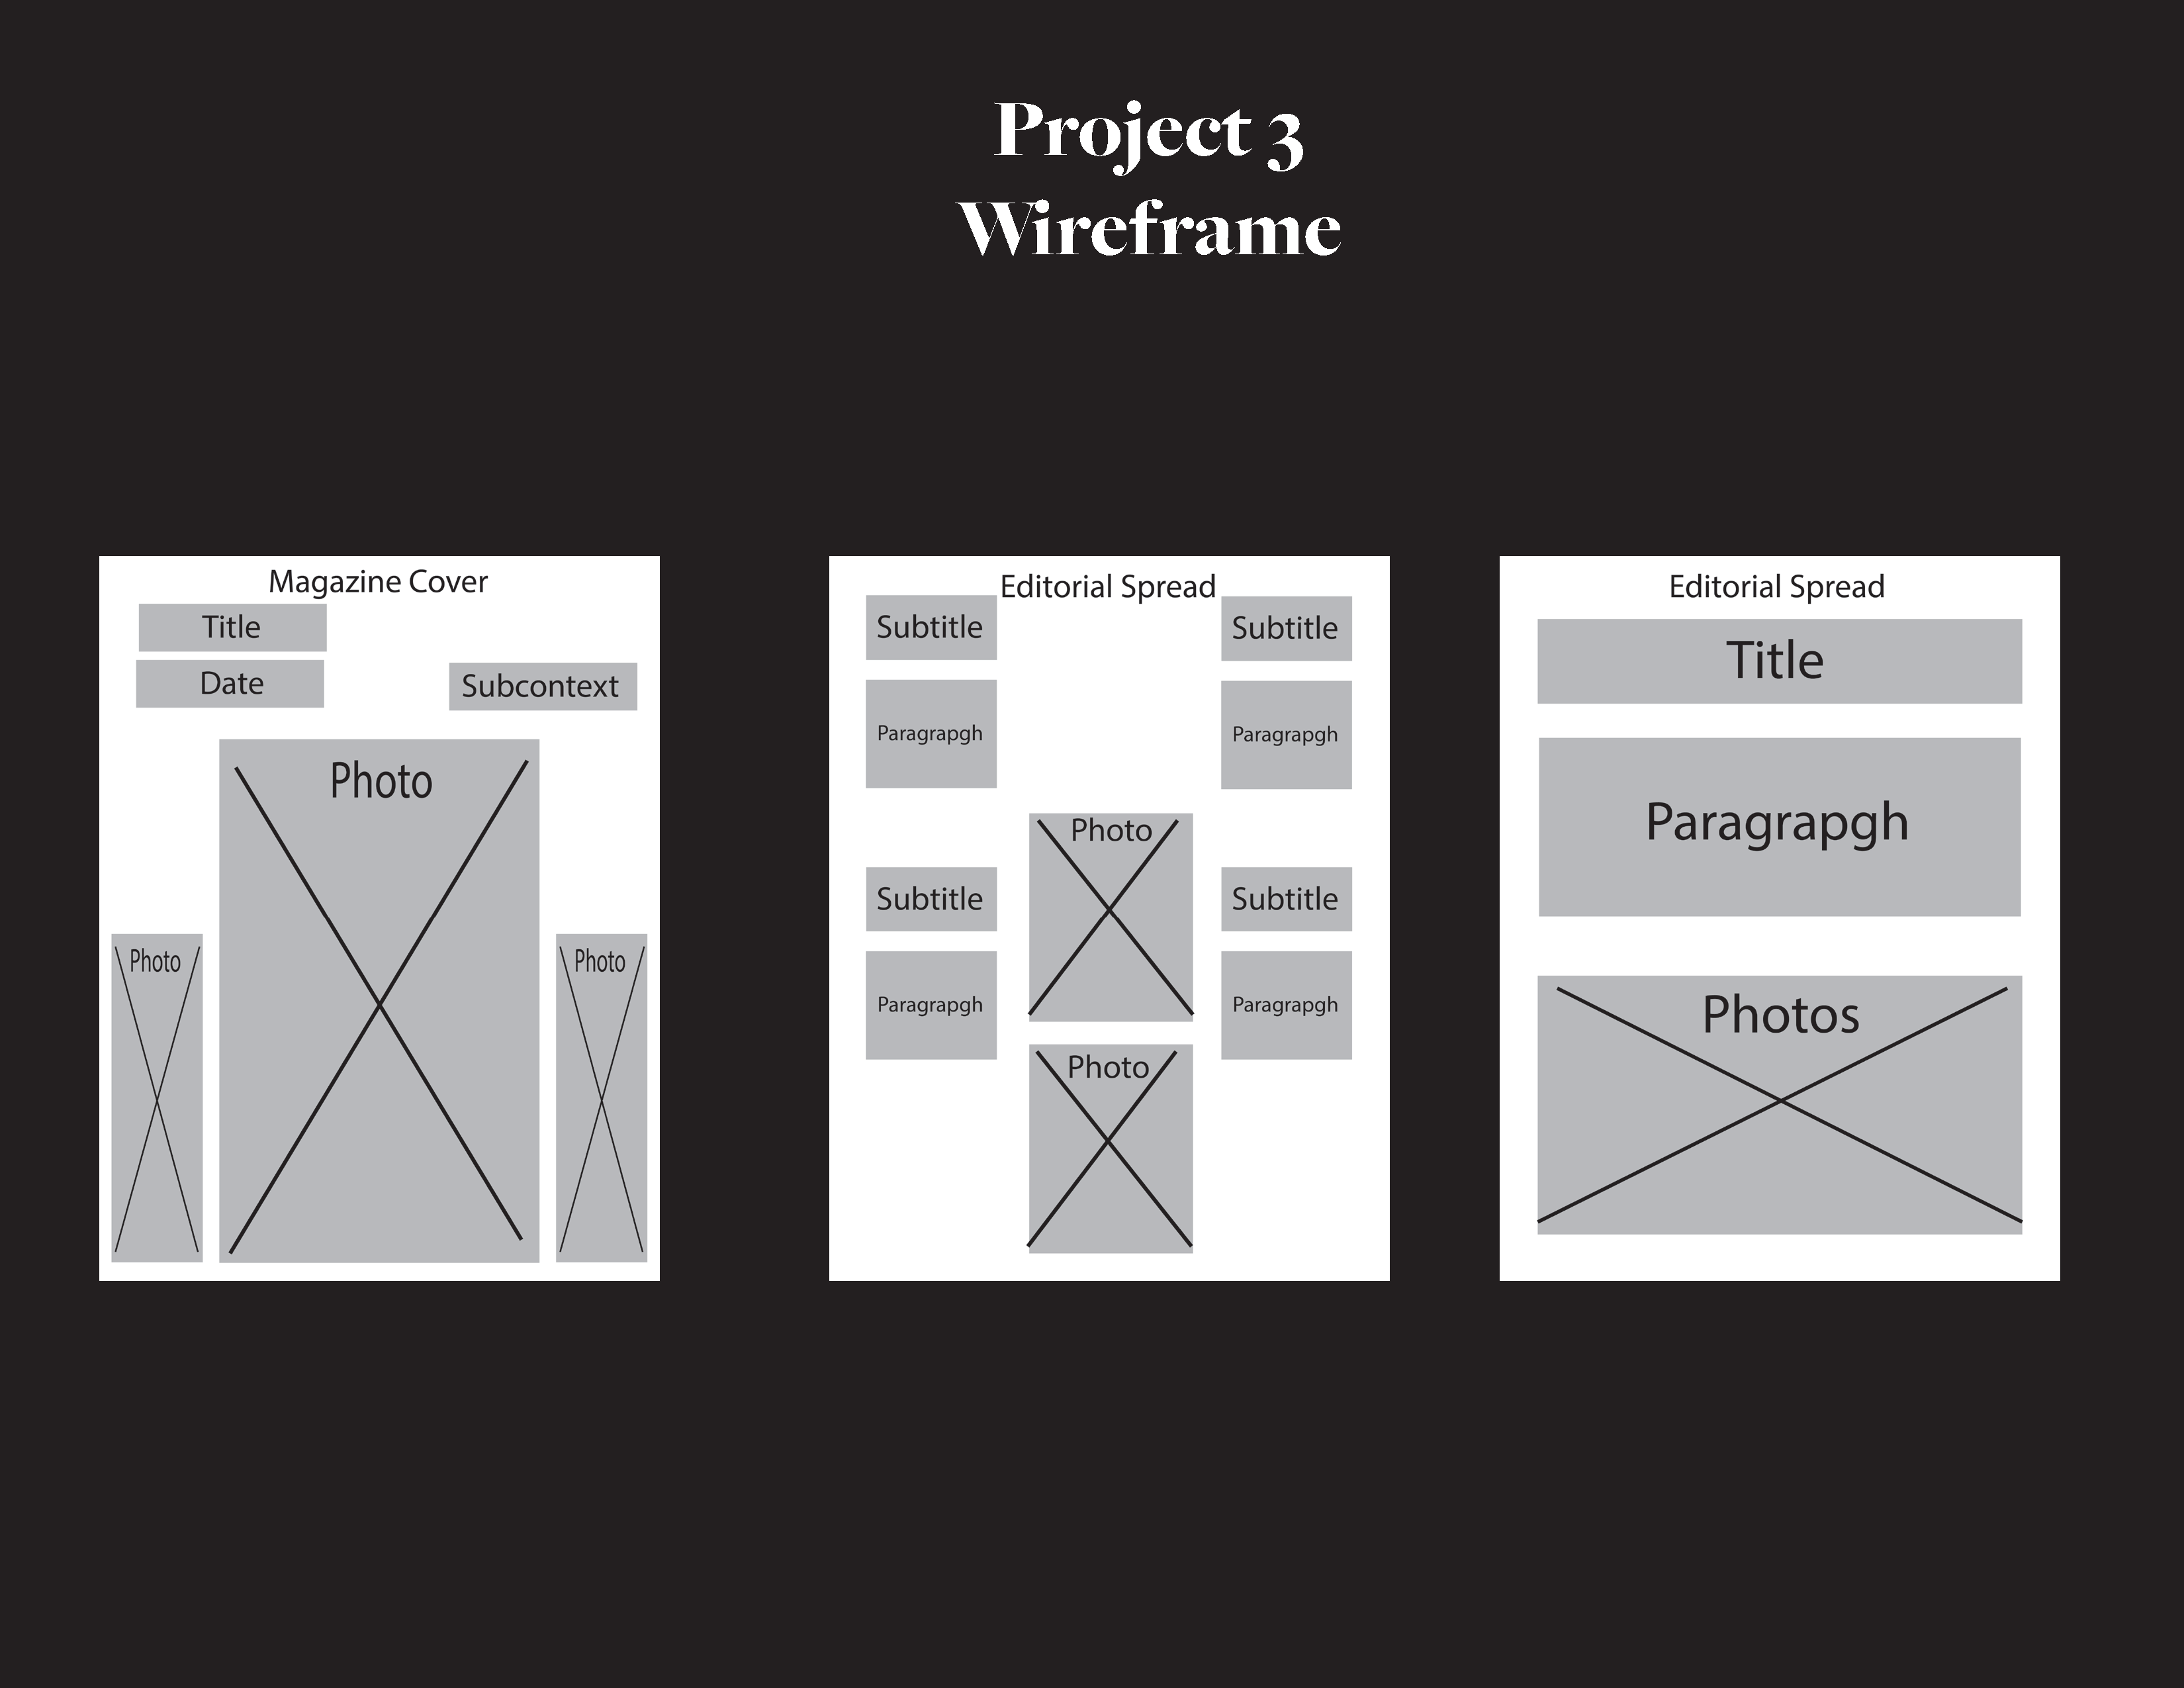 Project 3
Wireframe
Magazine Cover
Title
Date
Subcontext
Photo
Photo
Photo
Editorial Spread
Subtitle
Subtitle
Paragrapgh
Paragrapgh
Photo
Subtitle
Subtitle
Paragrapgh
Paragrapgh
Photo
Editorial Spread
Title
Paragrapgh
Photos